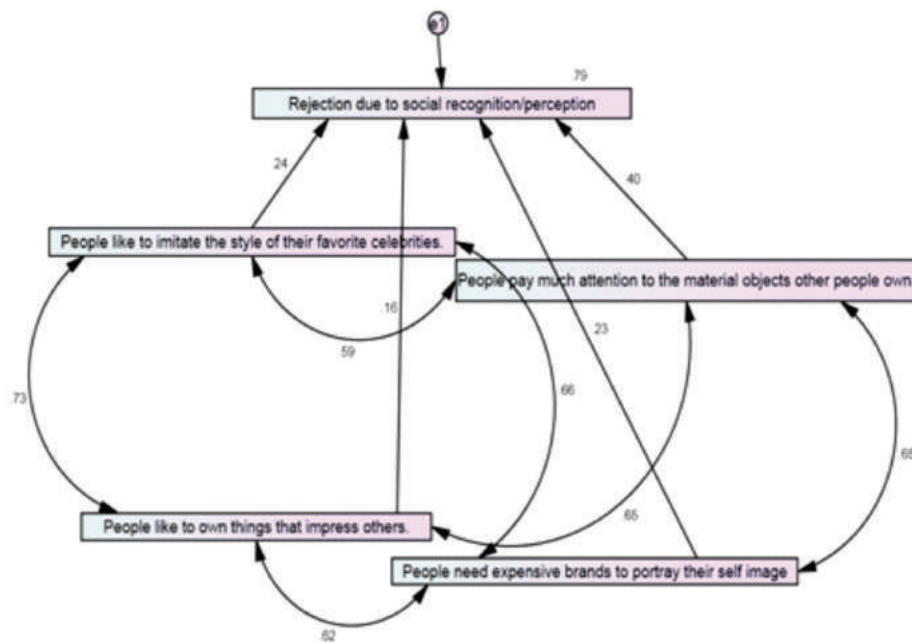 e1
.79
Rejection due to social recognition/perception
.24
.40
People like to imitate the style of their favorite celebrities.
People pay much attention to the material objects other people own
.16
.23
.59
.66
.73
.65
.65
People like to own things that impress others.
People need expensive brands to portray their self image
.62